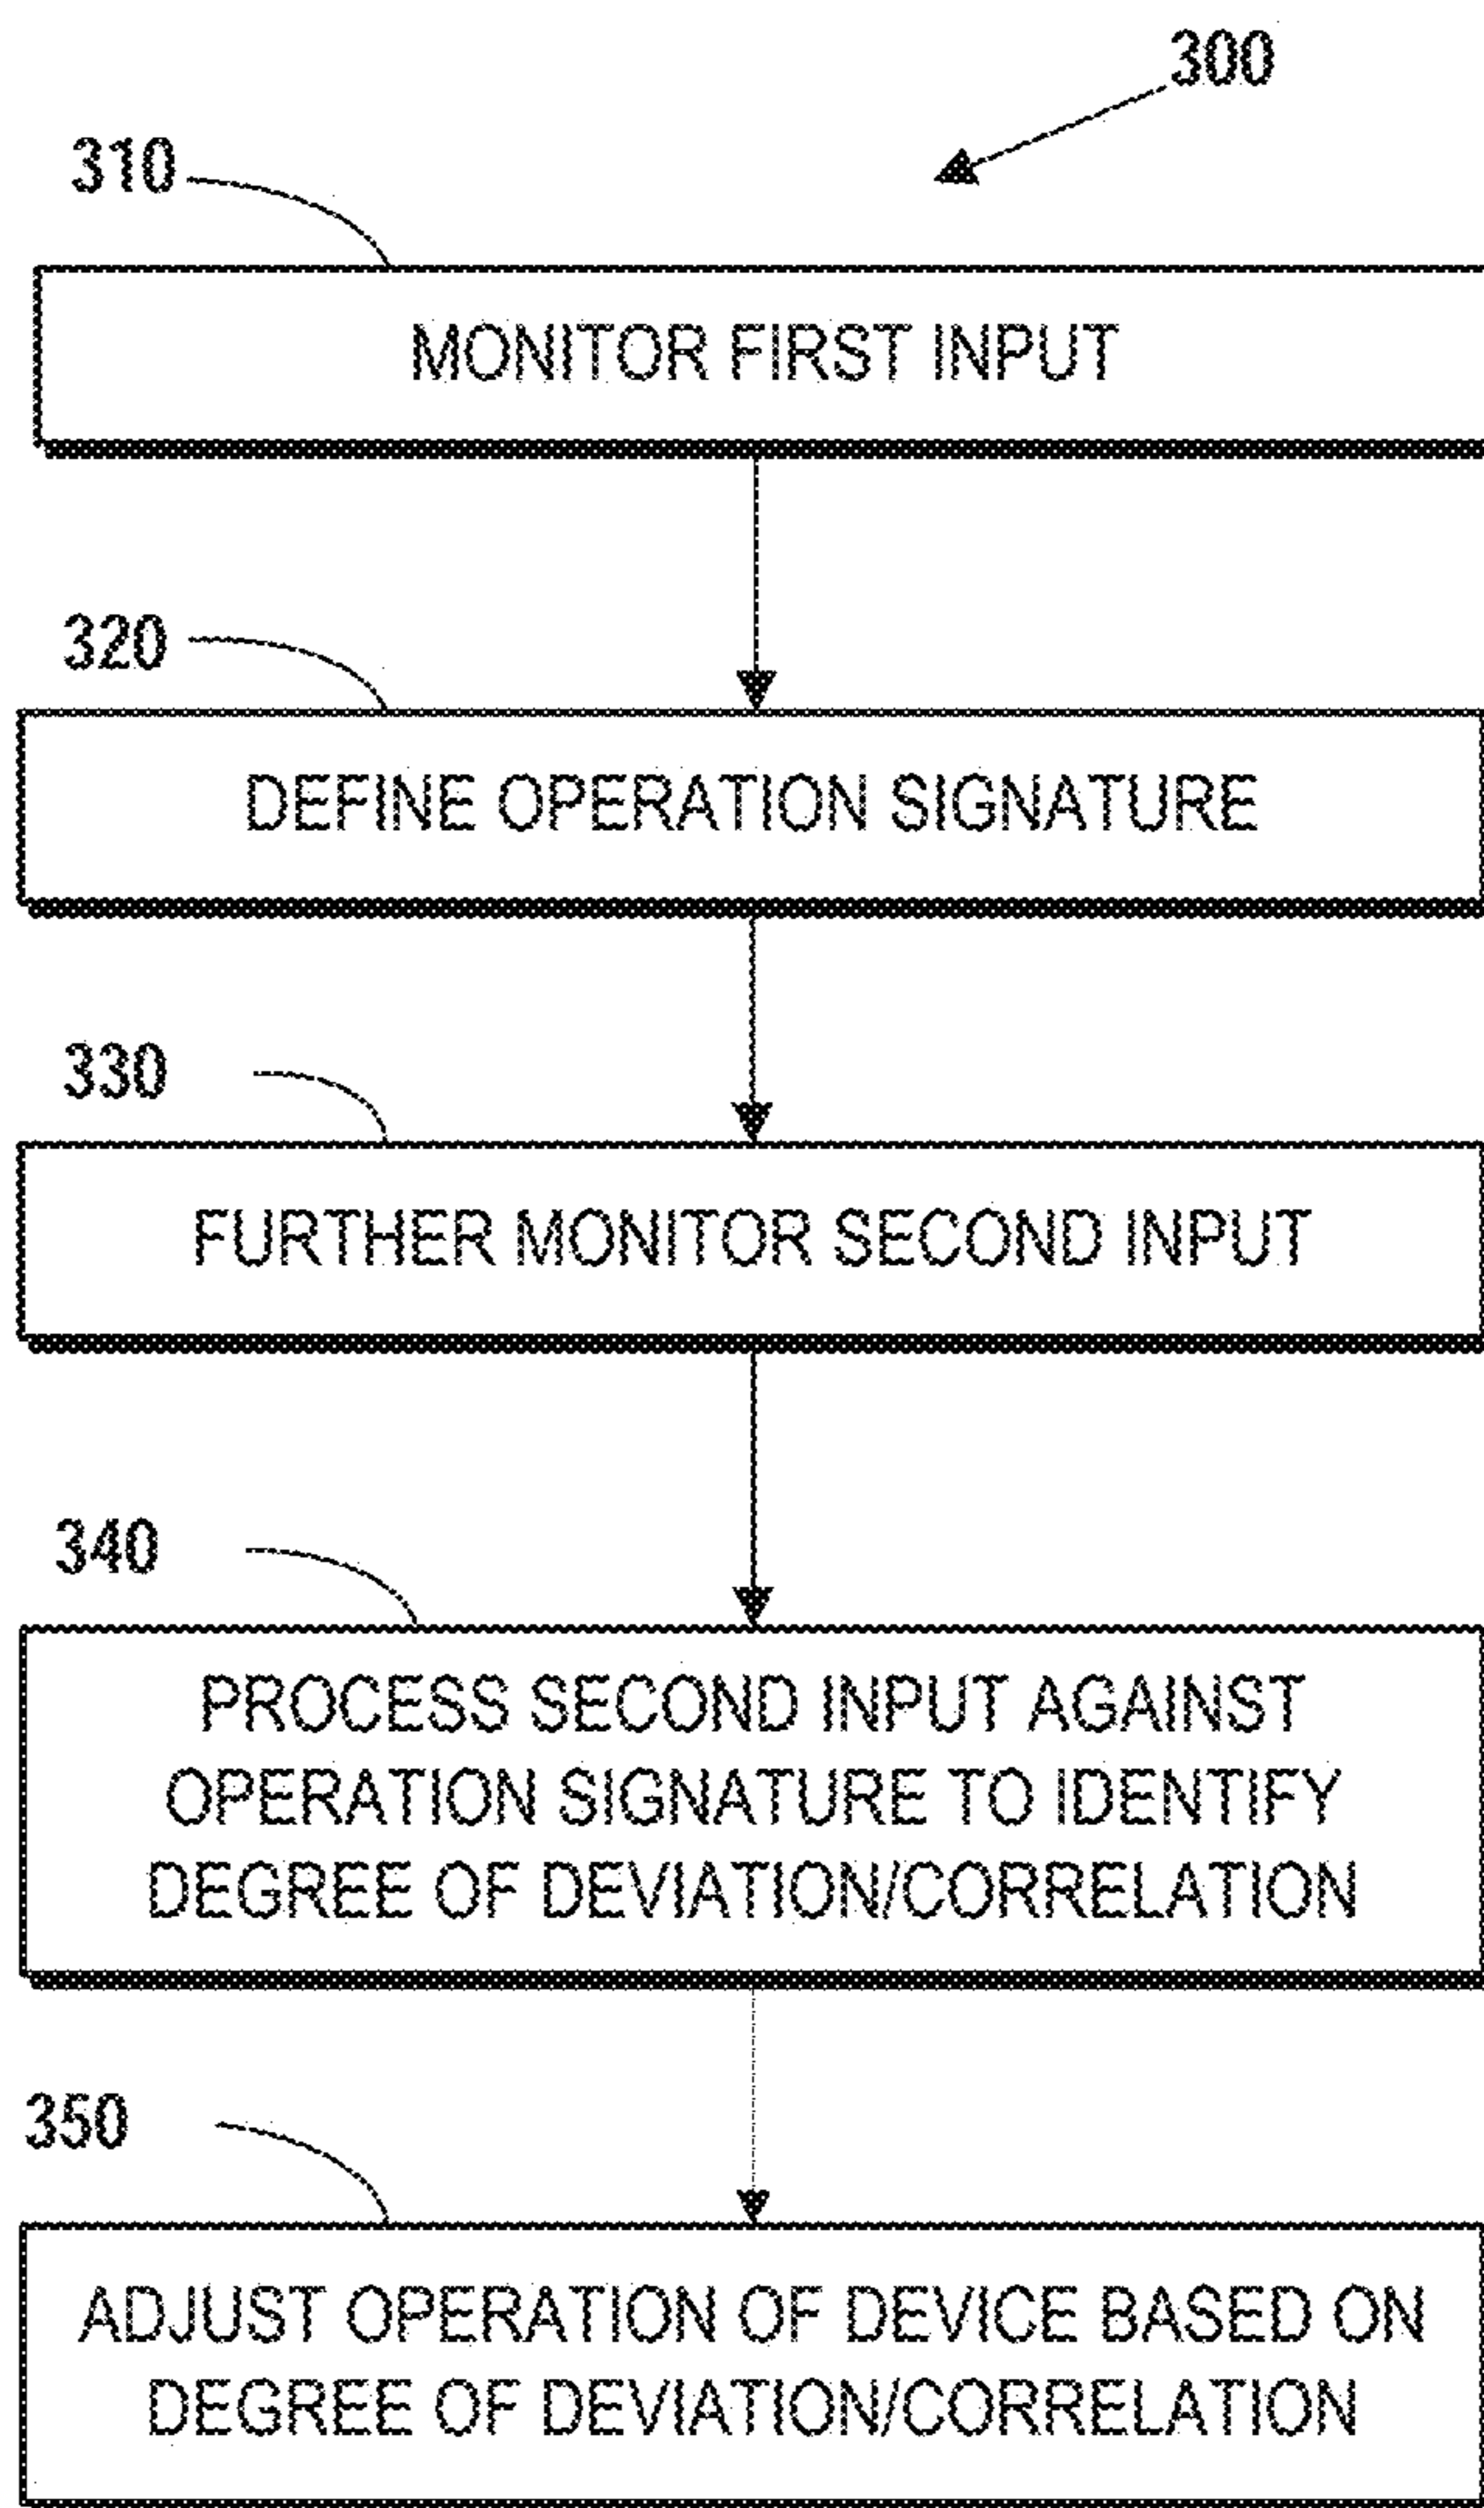 300
310
MONITOR FIRST INPUT
320
DEFINE OPERATION SIGNATURE
330
FURTHER MONITOR SECOND INPUT
340
PROCESS SECOND INPUT AGAINST
OPERATION SIGNATURE TO IDENTIFY
DEGREE OF DEVIATION/CORRELATION
350
ADJUST OPERATION OF DEVICE BASED ON
DEGREE OF DEVIATION/CORRELATION